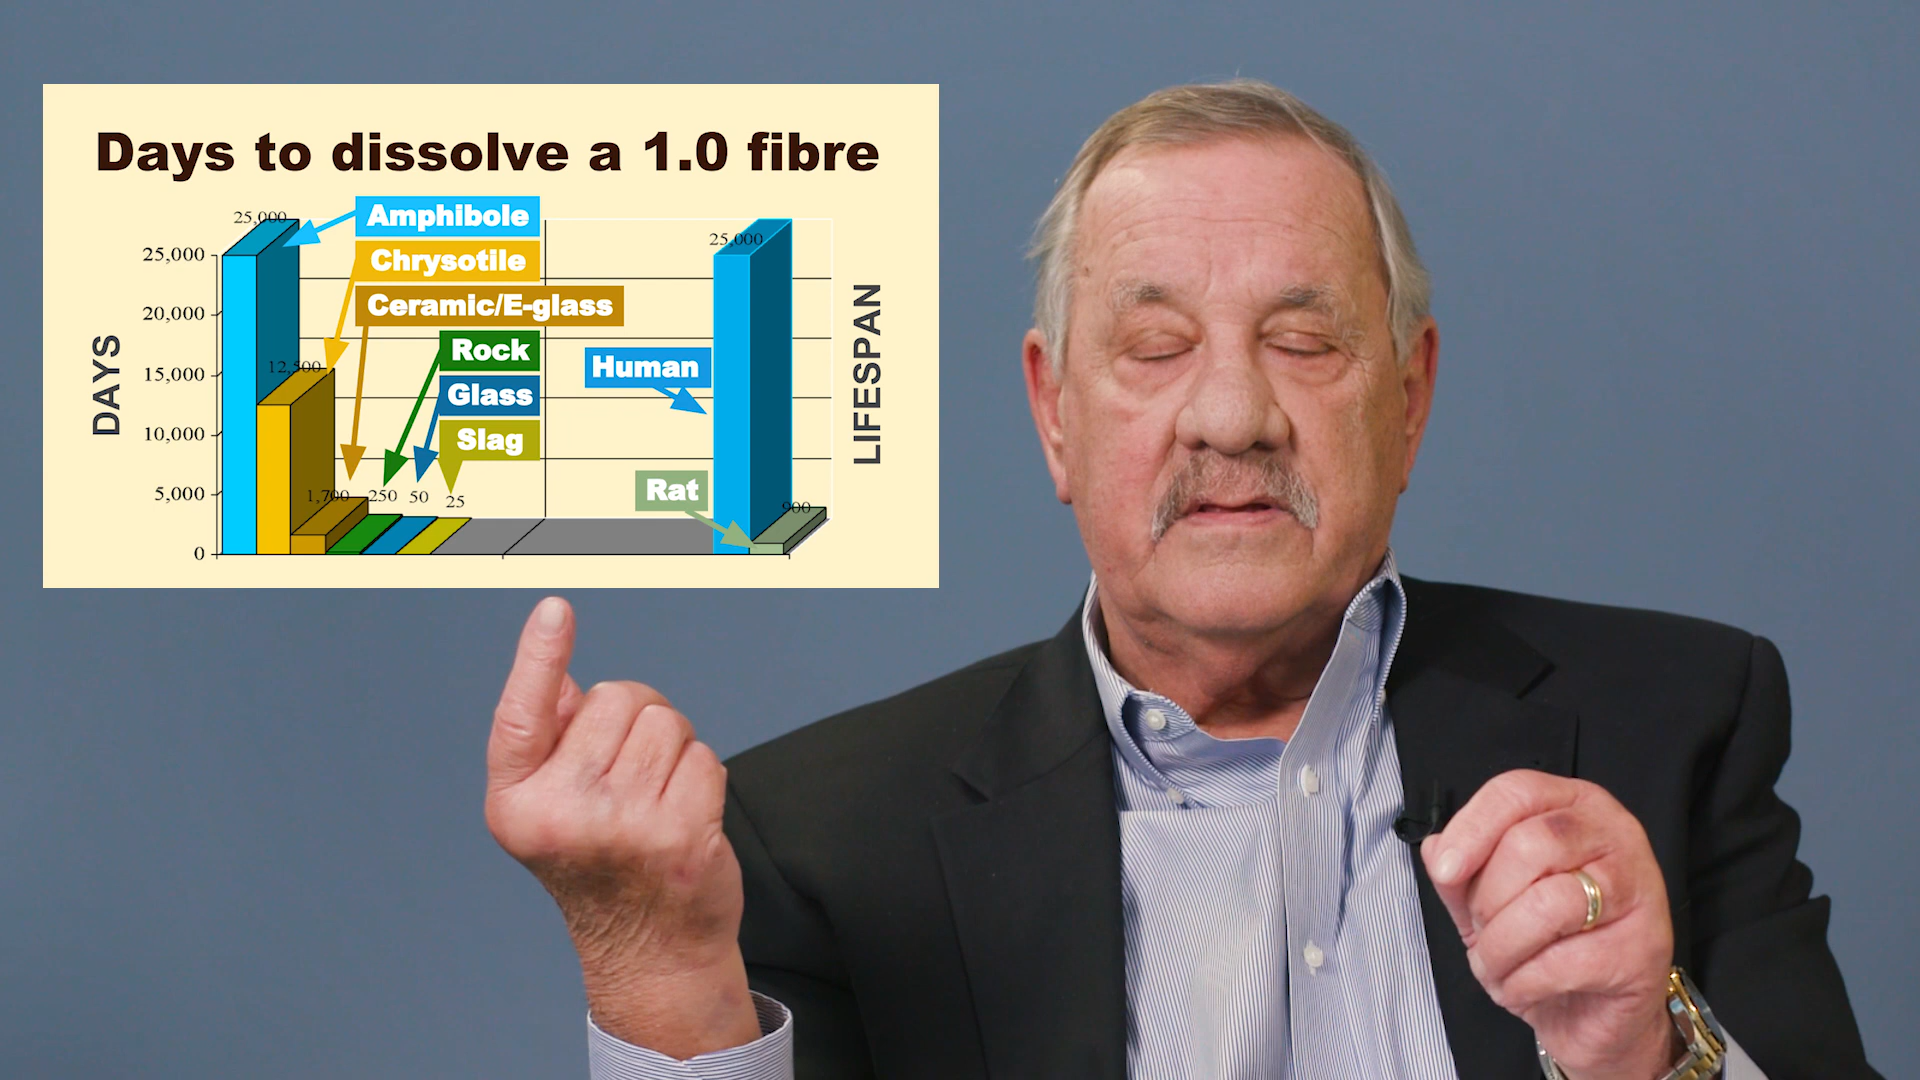 Days to dissolve a 1.0 fibre
25,000
Amphibole
Chrysotile
Ceramic/E-glass
Rock
Glass
Slag
Human
Rat
25,000
20,000
15,000
10,000
5,000
0
12,500
1,700
250
50
25
25,000
900
DAYS
LIFESPAN